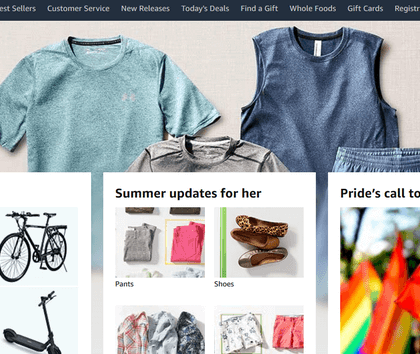 est Sellers Customer Service New Releases Today's Deals Find a Gift Whole Foods Gift Cards Registr
Summer updates for her
Pride's call to
Pants
Shoes